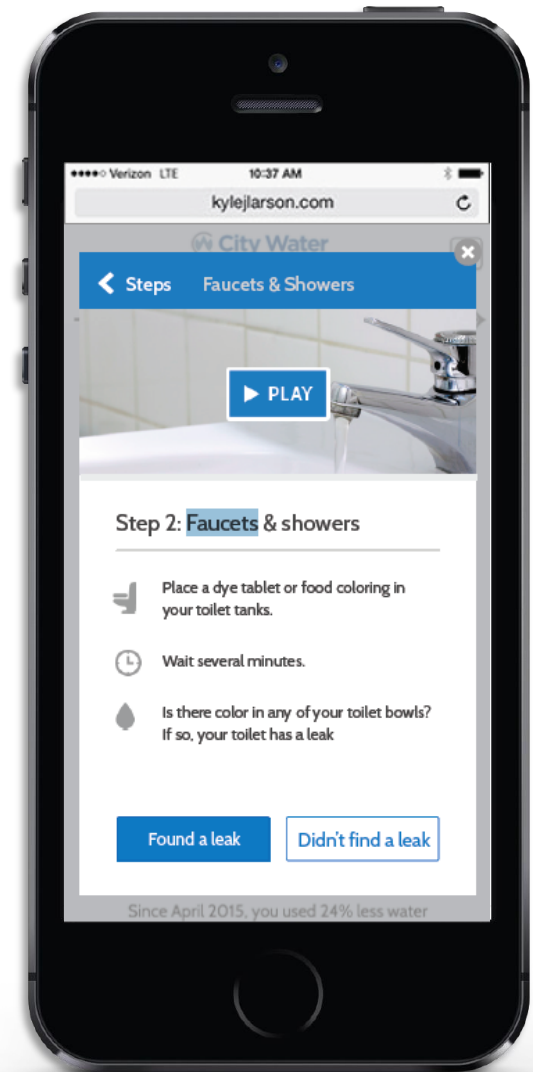 Verizon LTE 10:37 AM
kylejlarson.com
City Water
Steps Faucets & Showers
PLAY
Step 2: Faucets & showers
Place a dye tablet or food coloring in
your toilet tanks.
Wait several minutes.
Is there color in any of your toilet bowls?
If so, your toilet has a leak
Found a leak Didn't find a leak
Since April 2015, you used 24% less water